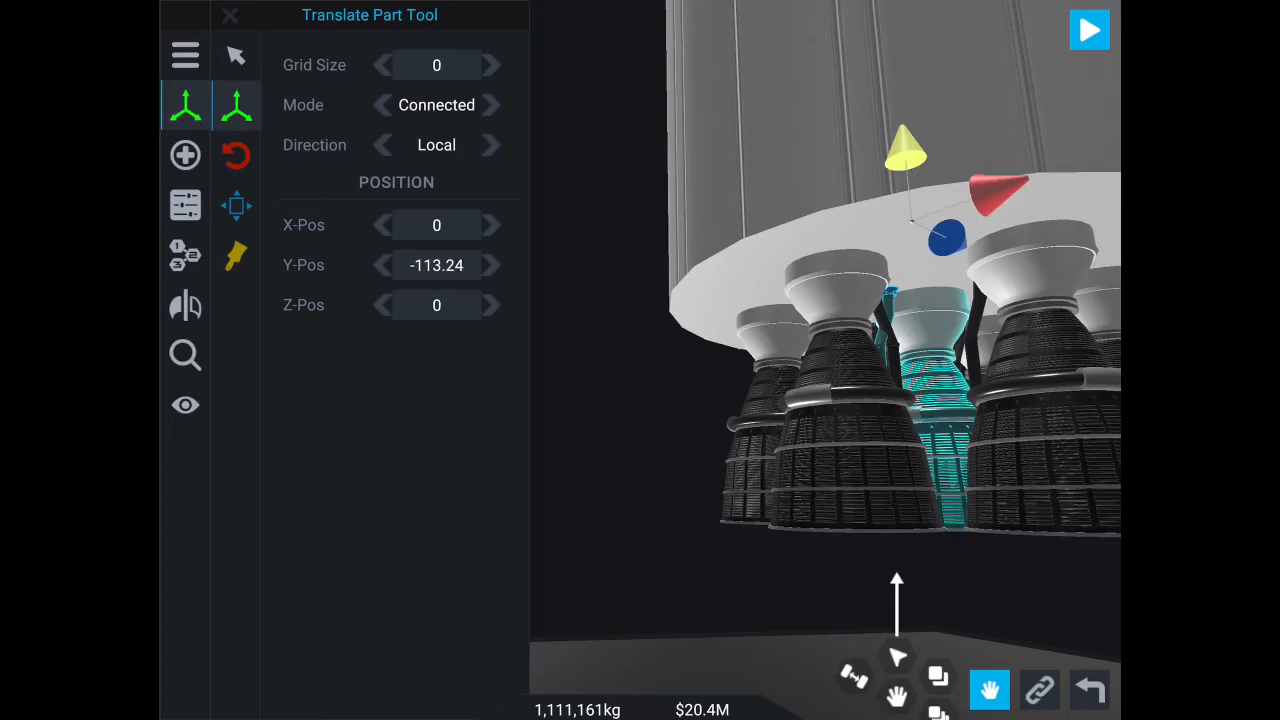 Translate Part Tool
Grid Size 0
Mode Connected
Direction Local
POSITION
X-Pos 0
Y-Pos -113.24
Z-Pos 0
1,111,161kg $20.4M